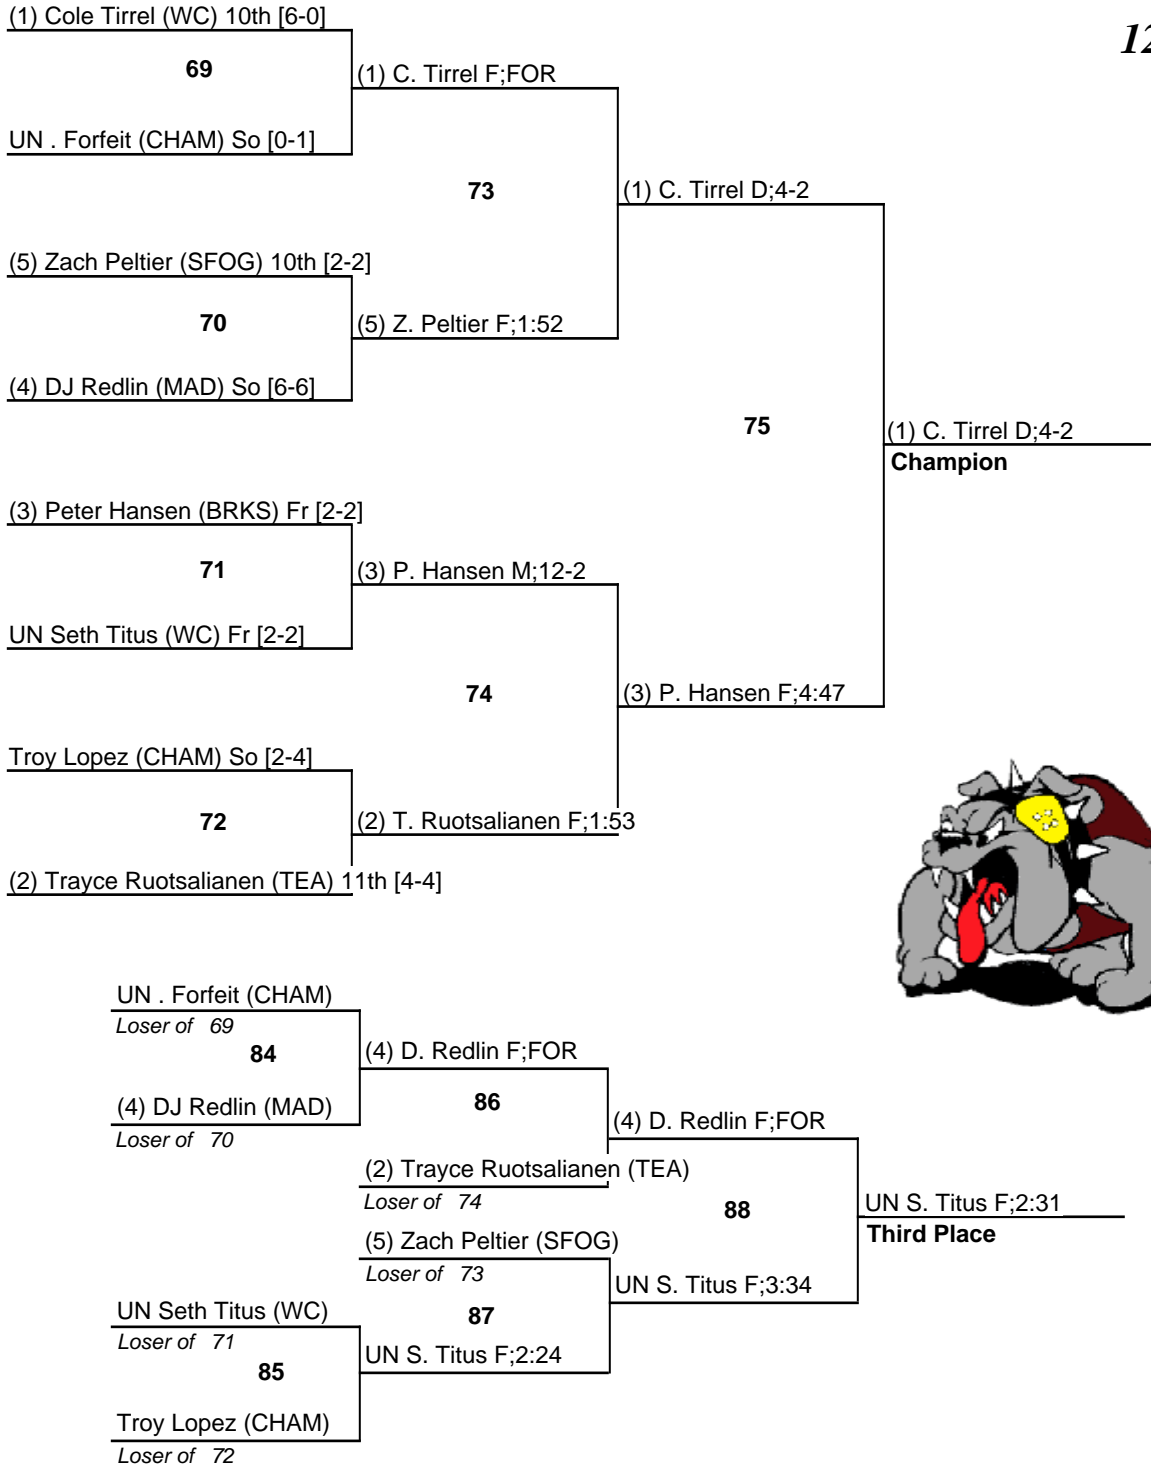 (1) Cole Tirrel (WC) 10th [6-0]
12
69
(1) C. Tirrel F;FOR
UN . Forfeit (CHAM) So [0-1]
73
(1) C. Tirrel D;4-2
(5) Zach Peltier (SFOG) 10th [2-2]
70
(5) Z. Peltier F;1:52
(4) DJ Redlin (MAD) So [6-6]
75
(1) C. Tirrel D;4-2
Champion
(3) Peter Hansen (BRKS) Fr [2-2]
71
(3) P. Hansen M;12-2
UN Seth Titus (WC) Fr [2-2]
74
(3) P. Hansen F;4:47
Troy Lopez (CHAM) So [2-4]
72
(2) T. Ruotsalianen F;1:53
(2) Trayce Ruotsalianen (TEA) 11th [4-4]
UN . Forfeit (CHAM)
Loser of 69
84
(4) D. Redlin F;FOR
(4) DJ Redlin (MAD)
Loser of 70
86
(4) D. Redlin F;FOR
(2) Trayce Ruotsalianen (TEA)
Loser of 74
88
UN S. Titus F;2:31
Third Place
(5) Zach Peltier (SFOG)
Loser of 73
UN S. Titus F;3:34
UN Seth Titus (WC)
Loser of 71
87
UN S. Titus F;2:24
85
Troy Lopez (CHAM)
Loser of 72